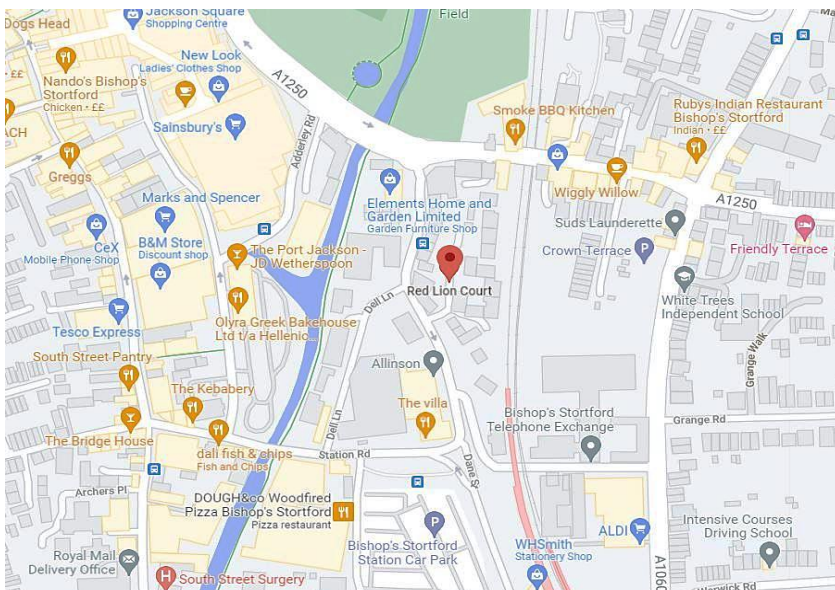 Dogs Head
Jackson Square
Shopping Centre
Field
New Look
Ladies' Clothes Shop
A1250
Nando's Bishop's
Stortford
Chicken • ££
££
ACH
Sainsbury's
Adderley Rd
Smoke BBQ Kitchen
Rubys Indian Restaurant
Bishop's Stortford
Indian • ££
Greggs
Wiggly Willow
A1250
Marks and Spencer
Elements Home and
Garden Limited
Garden Furniture Shop
Suds Launderette
CeX
Mobile Phone Shop
B&M Store
Discount shop
The Port Jackson -
JD Wetherspoon
Crown Terrace
P
Friendly Terrace
Red Lion Court
Dell Ln
White Trees
Independent School
Olyra Greek Bakehouse
Ltd t/a Hellenic...
Tesco Express
South Street Pantry
Allinson
Grange Walk
The Kebabery
The villa
Bishop's Stortford
Telephone Exchange
Grange Rd
Dell Ln
The Bridge House
dali fish & chips
Fish and Chips
Station Rd
Dane St
Archers Pl
DOUGH&co Woodfired
Pizza Bishop's Stortford
Pizza restaurant
P
Bishop's Stortford
Station Car Park
WHSmith
Stationery Shop
ALDI
Intensive Courses
Driving School
Royal Mail
Delivery Office
H
South Street Surgery
A1060
Warwick Rd